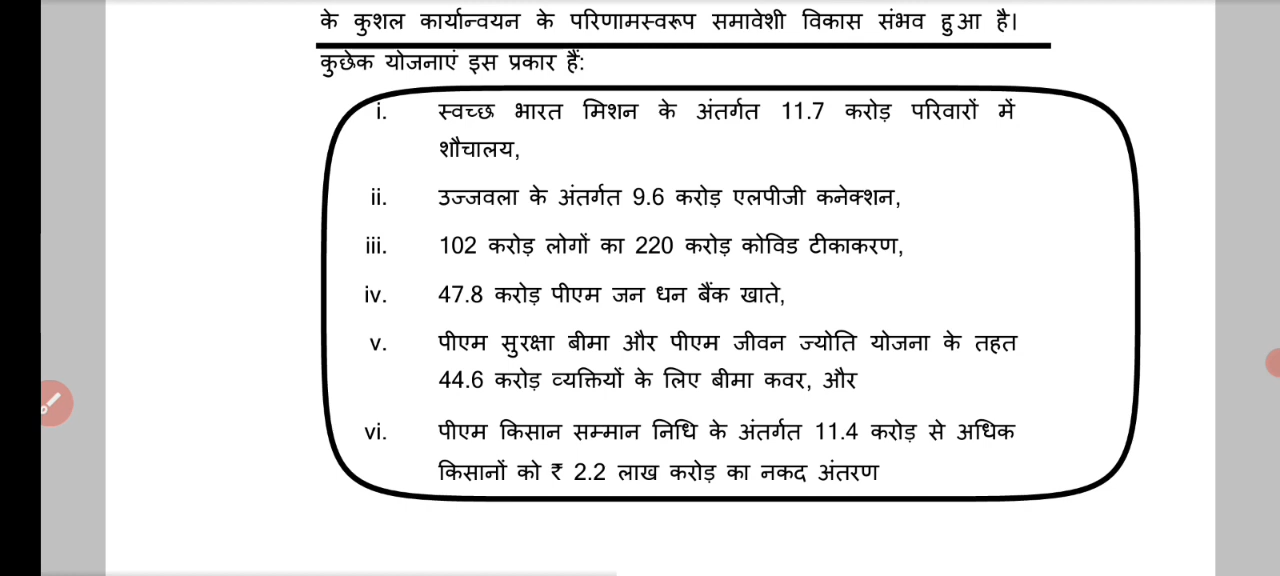 के कुशल कार्यान्वयन के परिणामस्वरूप समावेशी विकास संभव हुआ है।
कुछेक योजनाएं इस प्रकार हैं:
i. स्वच्छ भारत मिशन के अंतर्गत 11.7 करोड़ परिवारों में
शौचालय,
ii. उज्जवला के अंतर्गत 9.6 करोड़ एलपीजी कनेक्शन,
iii. 102 करोड़ लोगों का 220 करोड़ कोविड टीकाकरण,
iv. 47.8 करोड़ पीएम जन धन बैंक खाते,
v. पीएम सुरक्षा बीमा और पीएम जीवन ज्योति योजना के तहत
44.6 करोड़ व्यक्तियों के लिए बीमा कवर, और
vi. पीएम किसान सम्मान निधि के अंतर्गत 11.4 करोड़ से अधिक
किसानों को ₹ 2.2 लाख करोड़ का नकद अंतरण